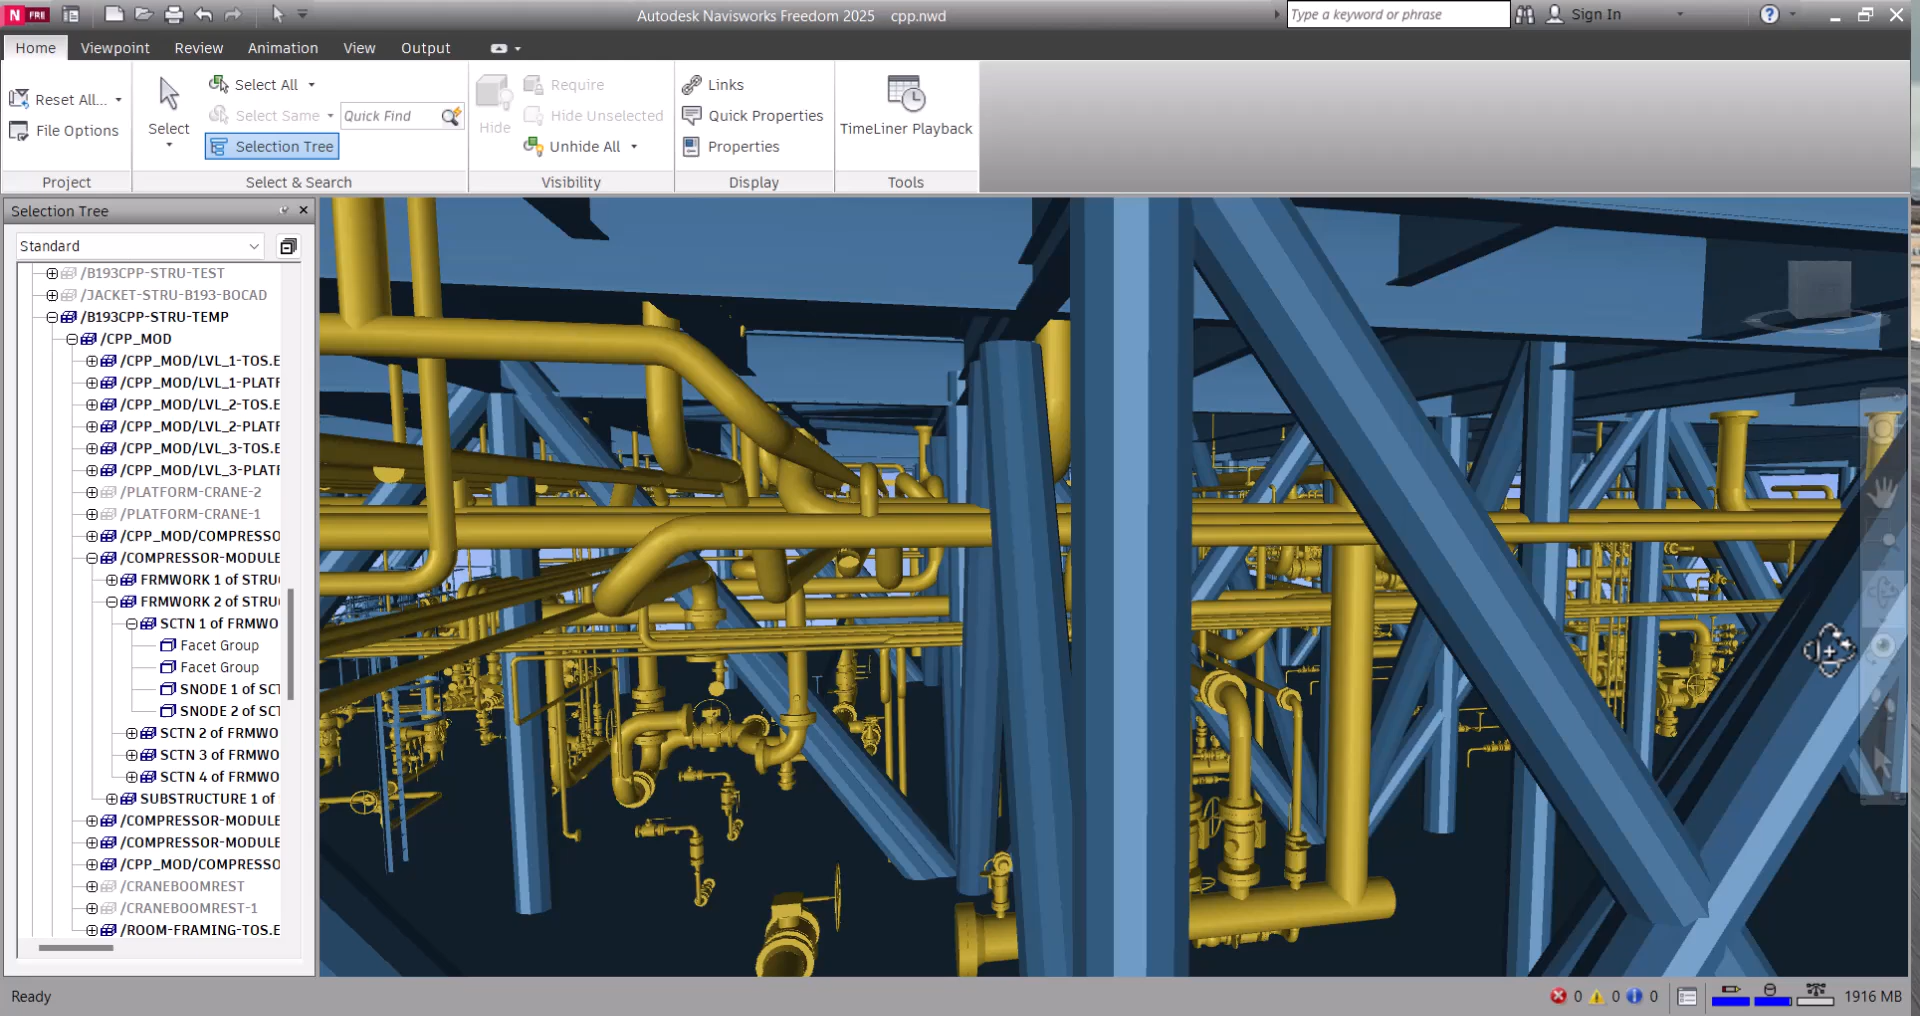 N FRE
Autodesk Navisworks Freedom 2025 cpp.nwd
Type a keyword or phrase
Sign In
?
Home Viewpoint Review Animation View Output
Reset All...
File Options
Project
Select
Select All
Select Same
Quick Find
Selection Tree
Select & Search
Hide
Require
Hide Unselected
Unhide All
Visibility
Links
Quick Properties
Properties
Display
TimeLiner Playback
Tools
Selection Tree
Standard
/B193CPP-STRU-TEST
/JACKET-STRU-B193-BOCAD
/B193CPP-STRU-TEMP
/CPP_MOD
/CPP_MOD/LVL_1-TOS.E
/CPP_MOD/LVL_1-PLATF
/CPP_MOD/LVL_2-TOS.E
/CPP_MOD/LVL_2-PLATF
/CPP_MOD/LVL_3-TOS.E
/CPP_MOD/LVL_3-PLATF
/PLATFORM-CRANE-2
/PLATFORM-CRANE-1
/CPP_MOD/COMPRESSO
/COMPRESSOR-MODULE
FRMWORK 1 of STRU
FRMWORK 2 of STRU
SCTN 1 of FRMWO
Facet Group
Facet Group
SNODE 1 of SCT
SNODE 2 of SCT
SCTN 2 of FRMWO
SCTN 3 of FRMWO
SCTN 4 of FRMWO
SUBSTRUCTURE 1 of
/COMPRESSOR-MODULE
/COMPRESSOR-MODULE
/CPP_MOD/COMPRESSO
/CRANEBOOMREST
/CRANEBOOMREST-1
/ROOM-FRAMING-TOS.E
Ready
0 0 0 1916 MB